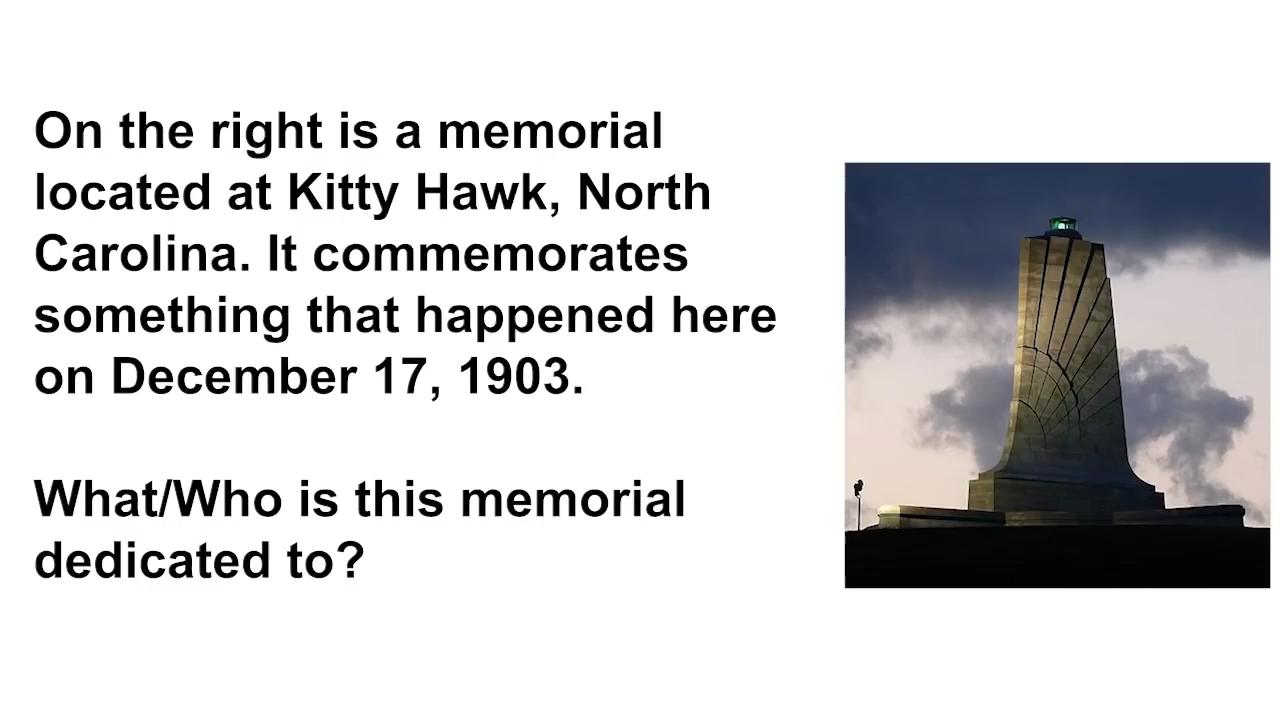 On the right is a memorial
located at Kitty Hawk, North
Carolina. It commemorates
something that happened here
on December 17, 1903.
What/Who is this memorial
dedicated to?